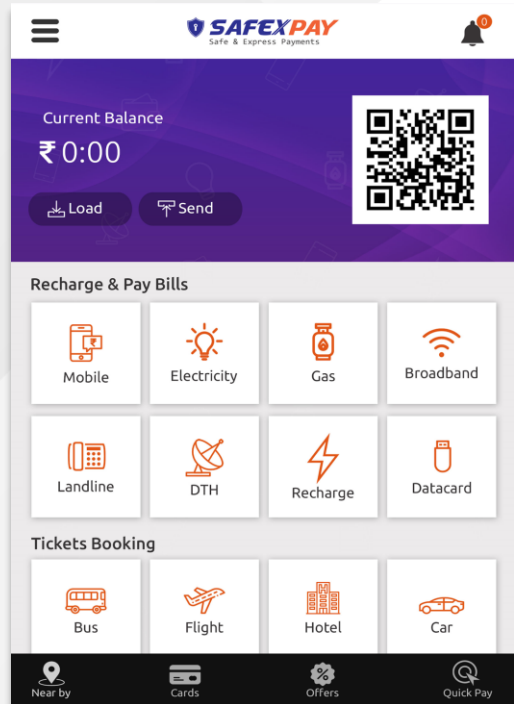 SAFEXPAY
Safe & Express Payments
0
Current Balance
₹ 0:00
Load
Send
Recharge & Pay Bills
Mobile
Electricity
Gas
Broadband
Landline
DTH
Recharge
Datacard
Tickets Booking
Bus
Flight
Hotel
Car
Near by
Cards
Offers
Quick Pay